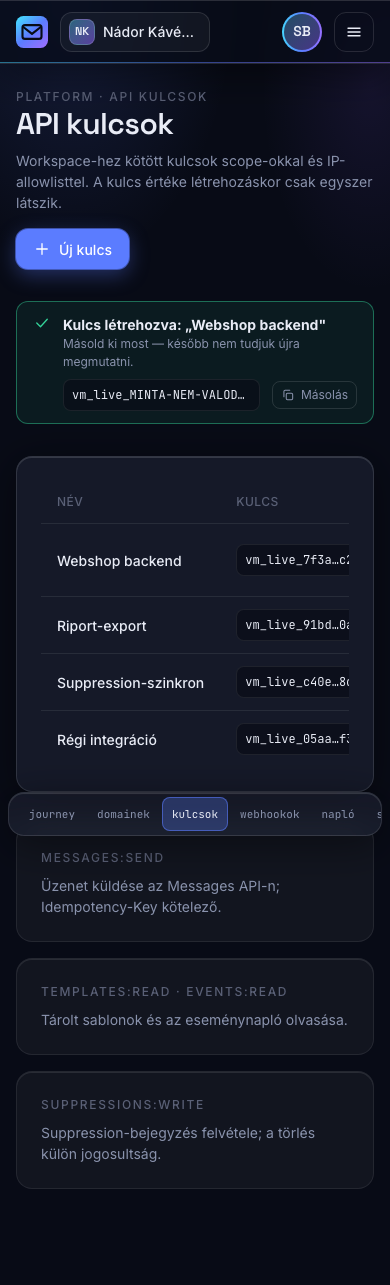 NK Nádor Kávé… SB
PLATFORM · API KULCSOK
API kulcsok
Workspace-hez kötött kulcsok scope-okkal és IP-
allowlisttel. A kulcs értéke létrehozáskor csak egyszer
látszik.
Új kulcs
Kulcs létrehozva: „Webshop backend"
Másold ki most — később nem tudjuk újra
megmutatni.
vm_live_MINTA-NEM-VALOD… Másolás
NÉV KULCS
Webshop backend vm_live_7f3a…c2
Riport-export vm_live_91bd…0a
Suppression-szinkron vm_live_c40e…8d
Régi integráció vm_live_05aa…f3
journey domainek kulcsok webhookok napló
MESSAGES:SEND
Üzenet küldése az Messages API-n;
Idempotency-Key kötelező.
TEMPLATES:READ · EVENTS:READ
Tárolt sablonok és az eseménynapló olvasása.
SUPPRESSIONS:WRITE
Suppression-bejegyzés felvétele; a törlés
külön jogosultság.